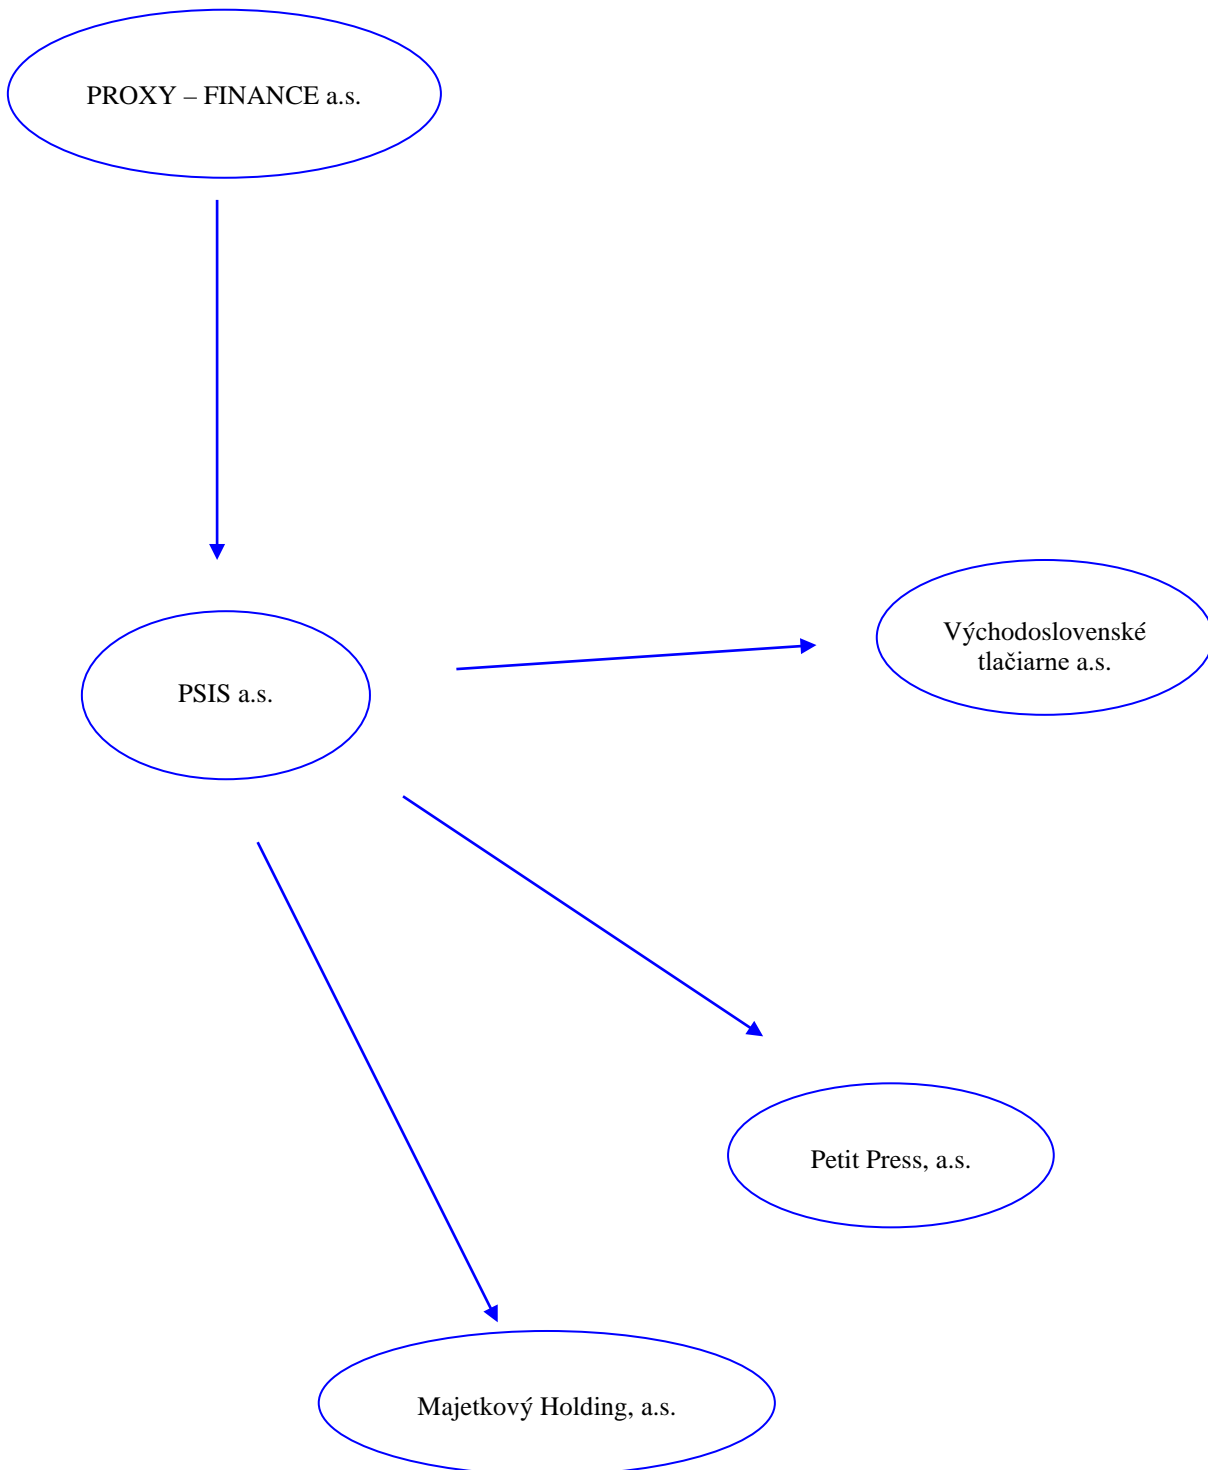 PROXY – FINANCE a.s.
Východoslovenské
tlačiarne a.s.
PSIS a.s.
Petit Press, a.s.
Majetkový Holding, a.s.